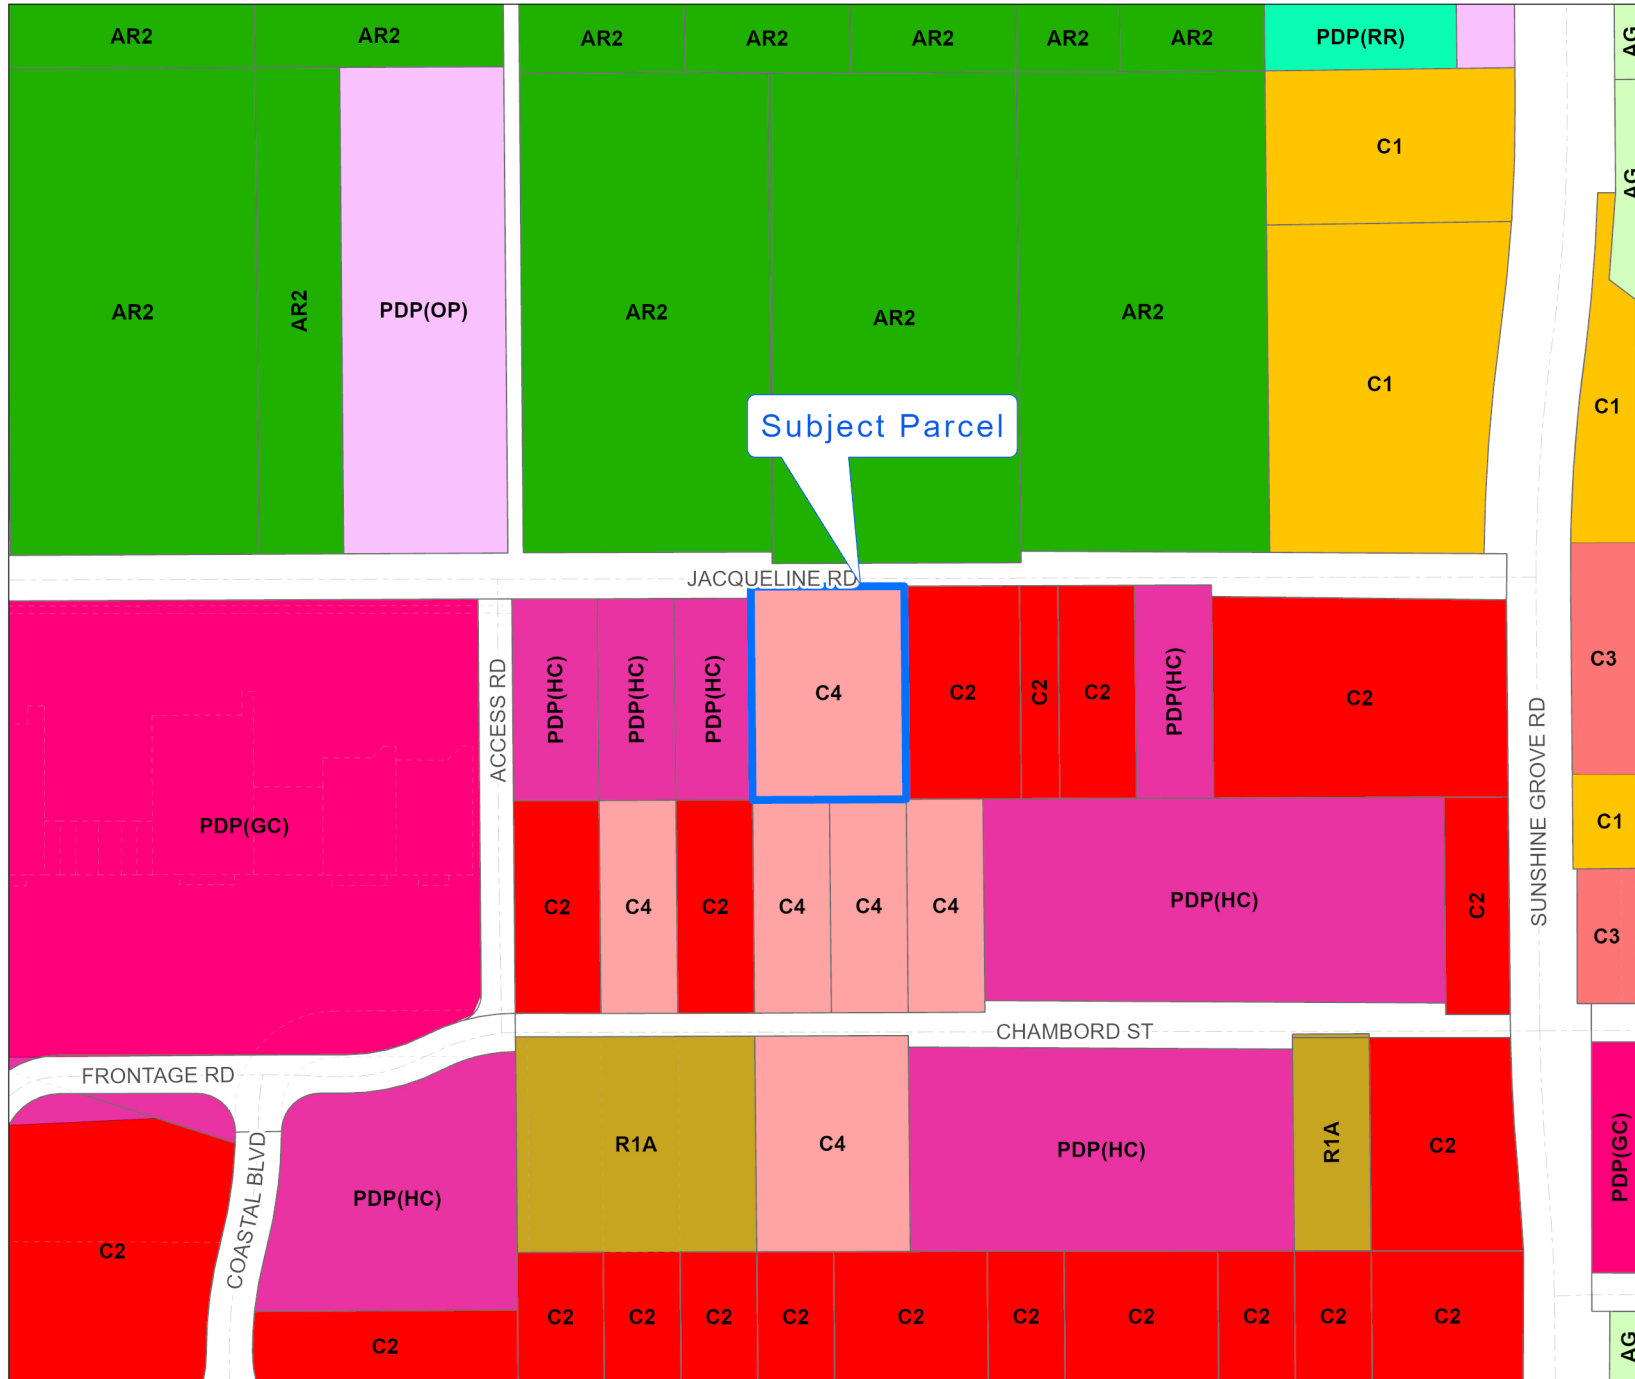 AR2
AR2
AR2
AR2
AR2
AR2
AR2
PDP(RR)
AG
C1
AG
AR2
AR2
PDP(OP)
AR2
AR2
AR2
C1
C1
Subject Parcel
JACQUELINE RD
ACCESS RD
PDP(HC)
PDP(HC)
PDP(HC)
C4
C2
C2
C2
PDP(HC)
C2
SUNSHINE GROVE RD
C3
PDP(GC)
C1
C2
C4
C2
C4
C4
C4
PDP(HC)
C2
C3
CHAMBORD ST
FRONTAGE RD
COASTAL BLVD
R1A
C4
PDP(HC)
R1A
C2
PDP(GC)
PDP(HC)
C2
C2
C2
C2
C2
C2
C2
C2
C2
C2
C2
C2
AG